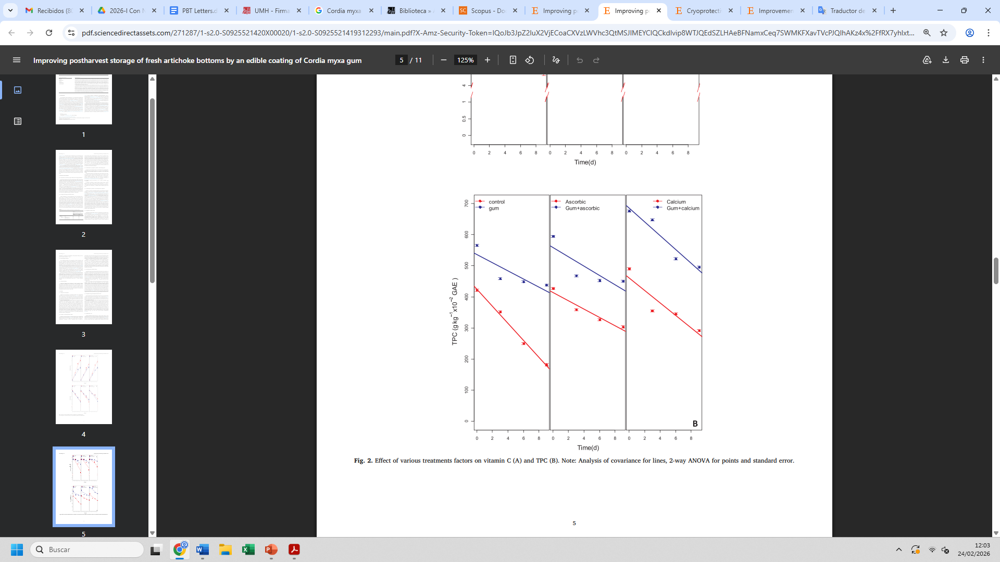 Recibidos (80
2026-I Con N
PBT Letters.d
UMH - Firma
Cordia myxa
Biblioteca »
Scopus - Do
Improving p
Improving p
Cryoprotecti
Improvemen
Traductor de
pdf.sciencedirectassets.com/271287/1-s2.0-S0925521420X00020/1-s2.0-S0925521419312293/main.pdf?X-Amz-Security-Token=IQoJb3JpZ2luX2VjECoaCXVzLWVhc3QtMSJIMEYCIQCkdlvip8WTJQEdSZLHAeBFNamxCeq7SWMKFXavTVcPJQIhAKz4x%2FfRX7yhlxt...
Improving postharvest storage of fresh artichoke bottoms by an edible coating of Cordia myxa gum
5 / 11
125%
1
2
3
4
5
4
1
0.5
0
0 2 4 6 8 0 2 4 6 8 0 2 4 6 8
Time(d)
control
gum
Ascorbic
Gum+ascorbic
Calcium
Gum+calcium
700
600
500
400
300
200
100
0
TPC (g kg⁻¹x10⁻² GAE )
B
0 2 4 6 8 0 2 4 6 8 0 2 4 6 8
Time(d)
Fig. 2. Effect of various treatments factors on vitamin C (A) and TPC (B). Note: Analysis of covariance for lines, 2-way ANOVA for points and standard error.
5
Buscar
12:03
24/02/2026